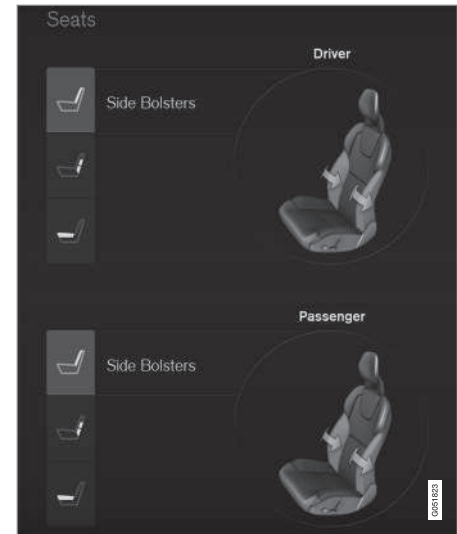 Seats
Driver
Side Bolsters
Passenger
Side Bolsters
G051823